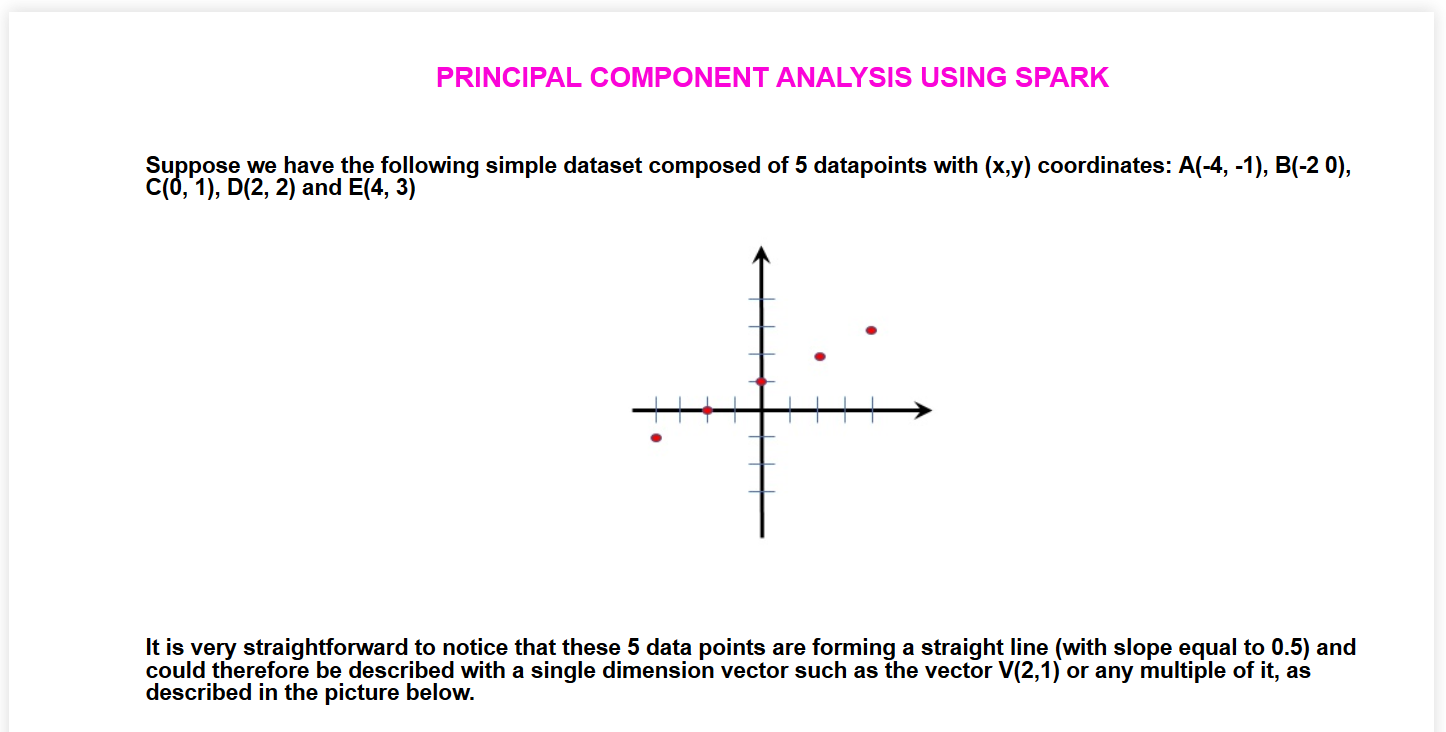 PRINCIPAL COMPONENT ANALYSIS USING SPARK
Suppose we have the following simple dataset composed of 5 datapoints with (x,y) coordinates: A(-4, -1), B(-2 0),
C(0, 1), D(2, 2) and E(4, 3)
It is very straightforward to notice that these 5 data points are forming a straight line (with slope equal to 0.5) and
could therefore be described with a single dimension vector such as the vector V(2,1) or any multiple of it, as
described in the picture below.